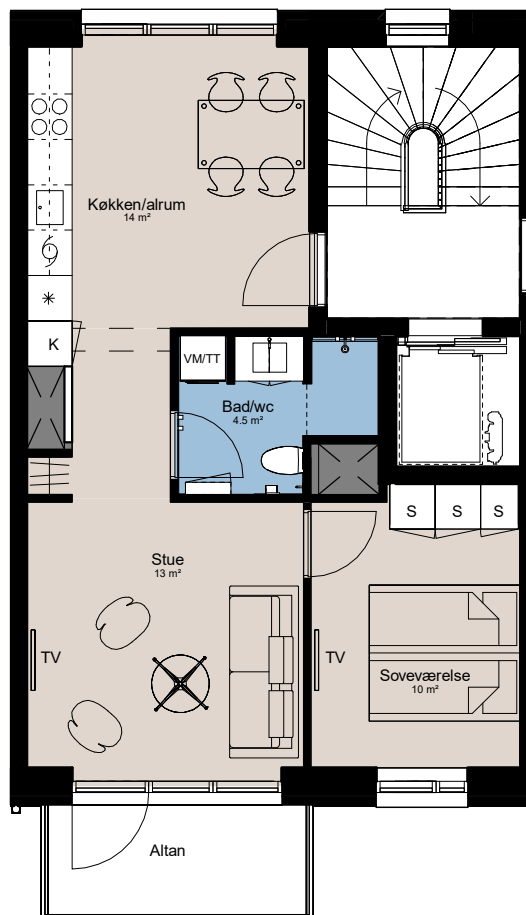 Køkken/alrum
14 m²
K
VM/TT
Bad/wc
4.5 m²
S S S
Stue
13 m²
TV
TV
Soveværelse
10 m²
Altan